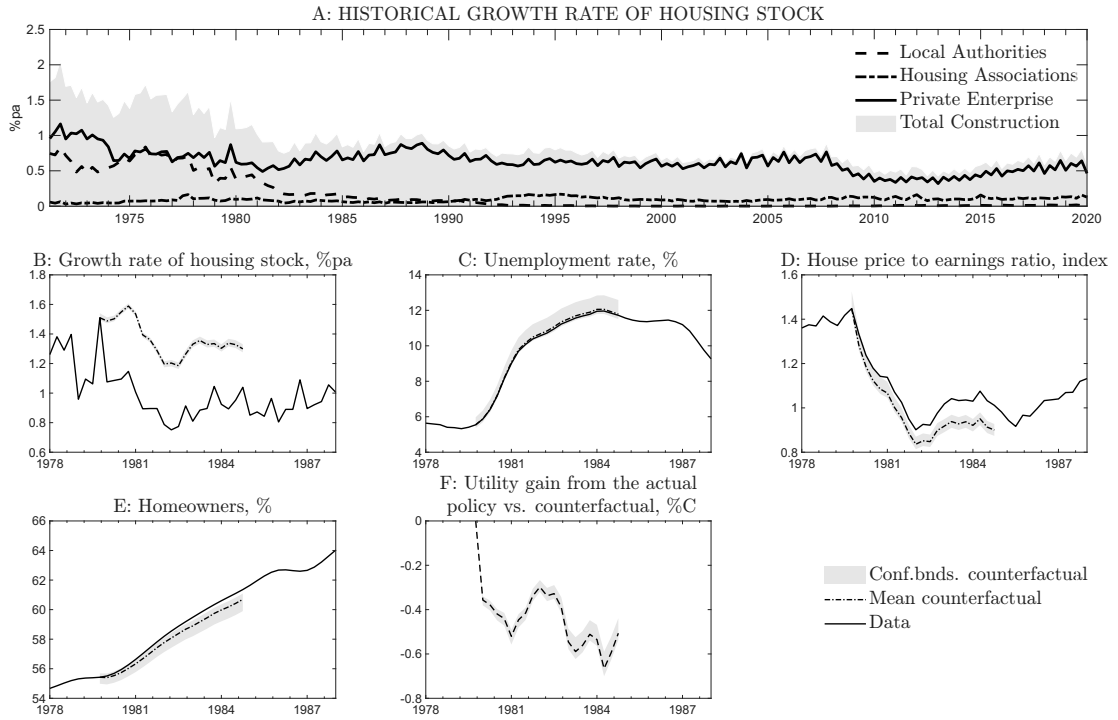 A: HISTORICAL GROWTH RATE OF HOUSING STOCK
2.5
2
1.5
1
0.5
0
%pa
Local Authorities
Housing Associations
Private Enterprise
Total Construction
1975 1980 1985 1990 1995 2000 2005 2010 2015 2020
B: Growth rate of housing stock, %pa
1.8
1.6
1.4
1.2
1
0.8
0.6
1978 1981 1984 1987
C: Unemployment rate, %
14
12
10
8
6
4
1978 1981 1984 1987
D: House price to earnings ratio, index
1.6
1.4
1.2
1
0.8
1978 1981 1984 1987
E: Homeowners, %
66
64
62
60
58
56
54
1978 1981 1984 1987
F: Utility gain from the actual
policy vs. counterfactual, %C
0
-0.2
-0.4
-0.6
-0.8
1978 1981 1984 1987
Conf.bnds. counterfactual
Mean counterfactual
Data